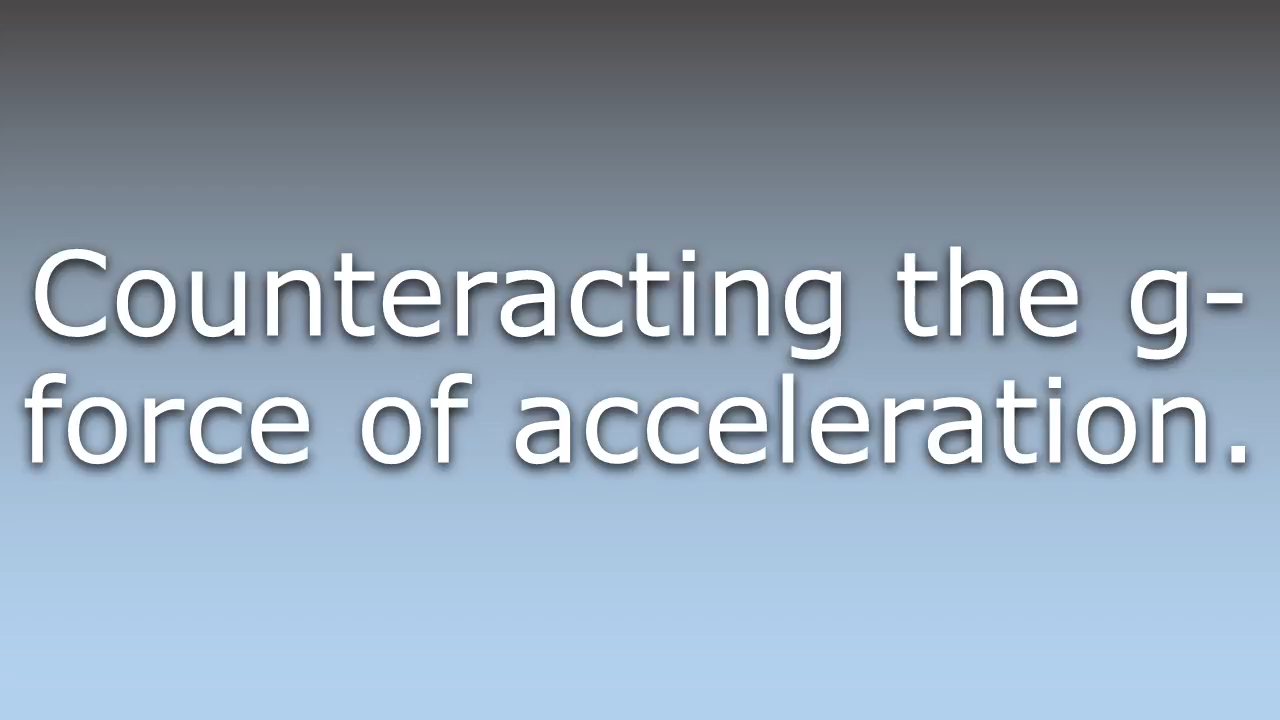 Counteracting the g-
force of acceleration.